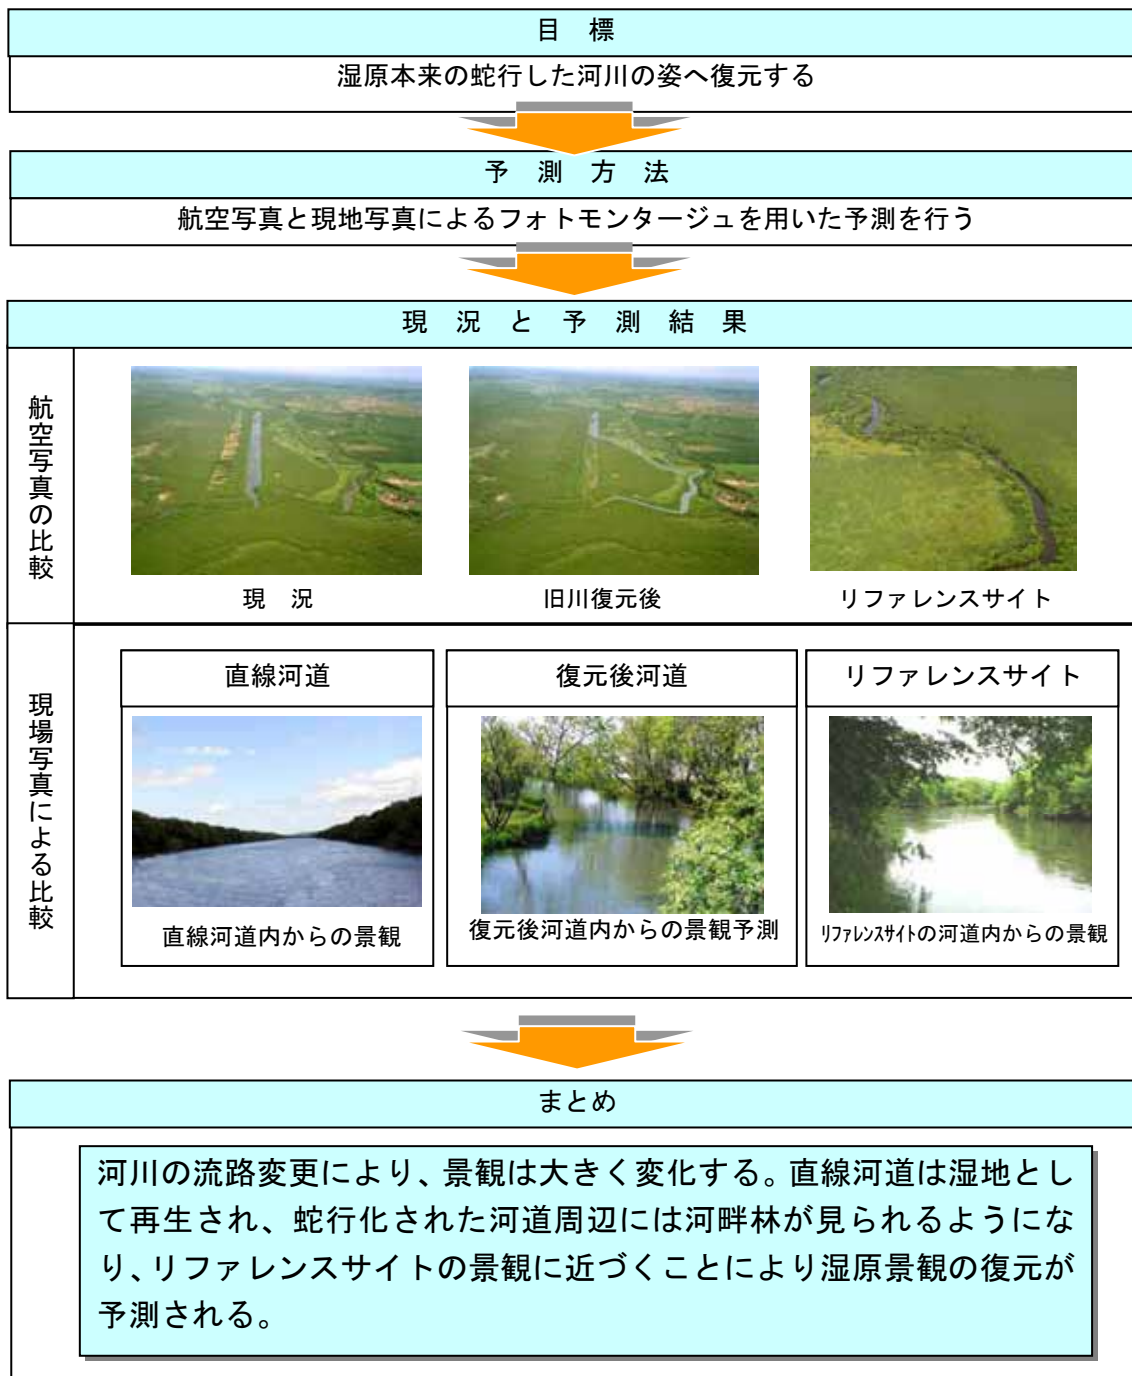 目　標
湿原本来の蛇行した河川の姿へ復元する
予　測　方　法
航空写真と現地写真によるフォトモンタージュを用いた予測を行う
現　況　と　予　測　結　果
航空写真の比較
現　況
旧川復元後
リファレンスサイト
現場写真による比較
直線河道
復元後河道
リファレンスサイト
直線河道内からの景観
復元後河道内からの景観予測
ﾘﾌｧﾚﾝｽｻｲﾄの河道内からの景観
まとめ
河川の流路変更により、景観は大きく変化する。直線河道は湿地とし
て再生され、蛇行化された河道周辺には河畔林が見られるようにな
り、リファレンスサイトの景観に近づくことにより湿原景観の復元が
予測される。